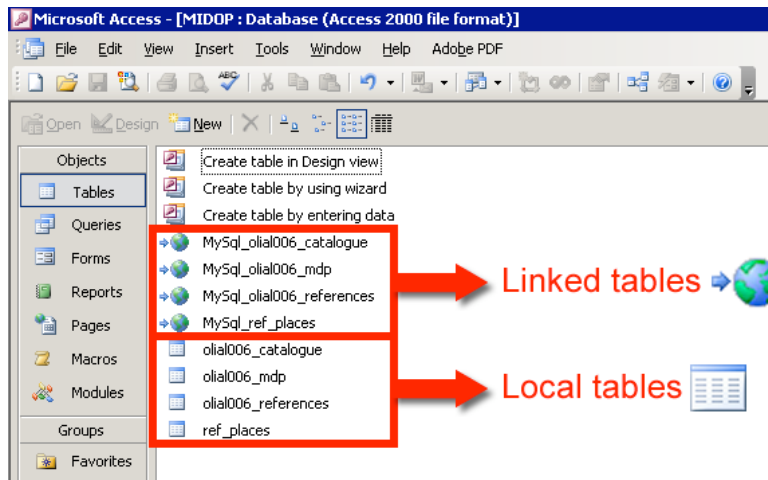 Microsoft Access - [MIDOP : Database (Access 2000 file format)]
File Edit View Insert Tools Window Help Adobe PDF
ABC
Open Design New
Objects
Tables
Queries
Forms
Reports
Pages
Macros
Modules
Groups
Favorites
Create table in Design view
Create table by using wizard
Create table by entering data
MySql_olial006_catalogue
MySql_olial006_mdp
MySql_olial006_references
MySql_ref_places
olial006_catalogue
olial006_mdp
olial006_references
ref_places
Linked tables
Local tables